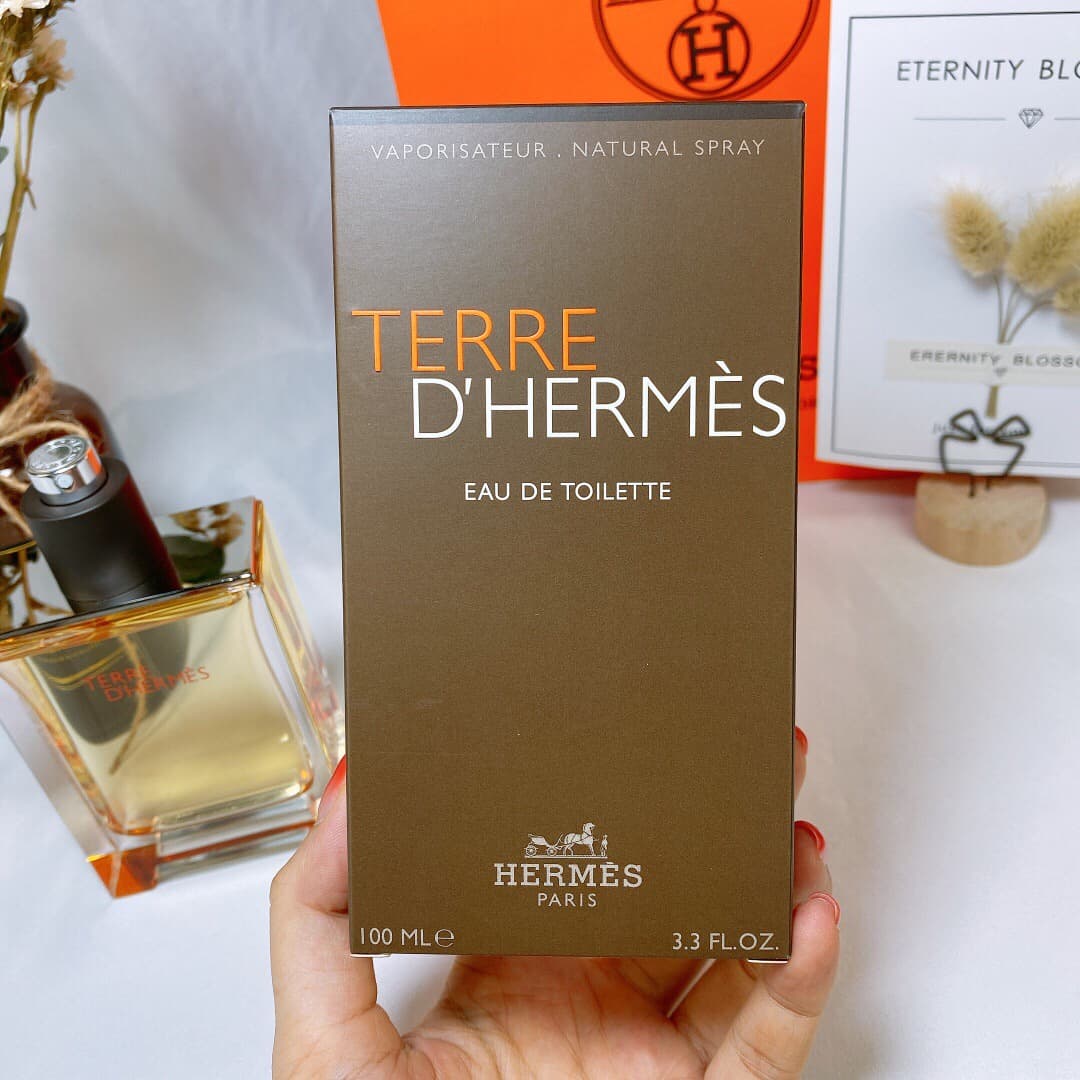 VAPORISATEUR . NATURAL SPRAY
TERRE
D'HERMÈS
EAU DE TOILETTE
HERMÈS
PARIS
100 ML ℮
3.3 FL.OZ.
TERRE
D'HERMÈS
H
ETERNITY BLO
ERERNITY BLOSSO
S